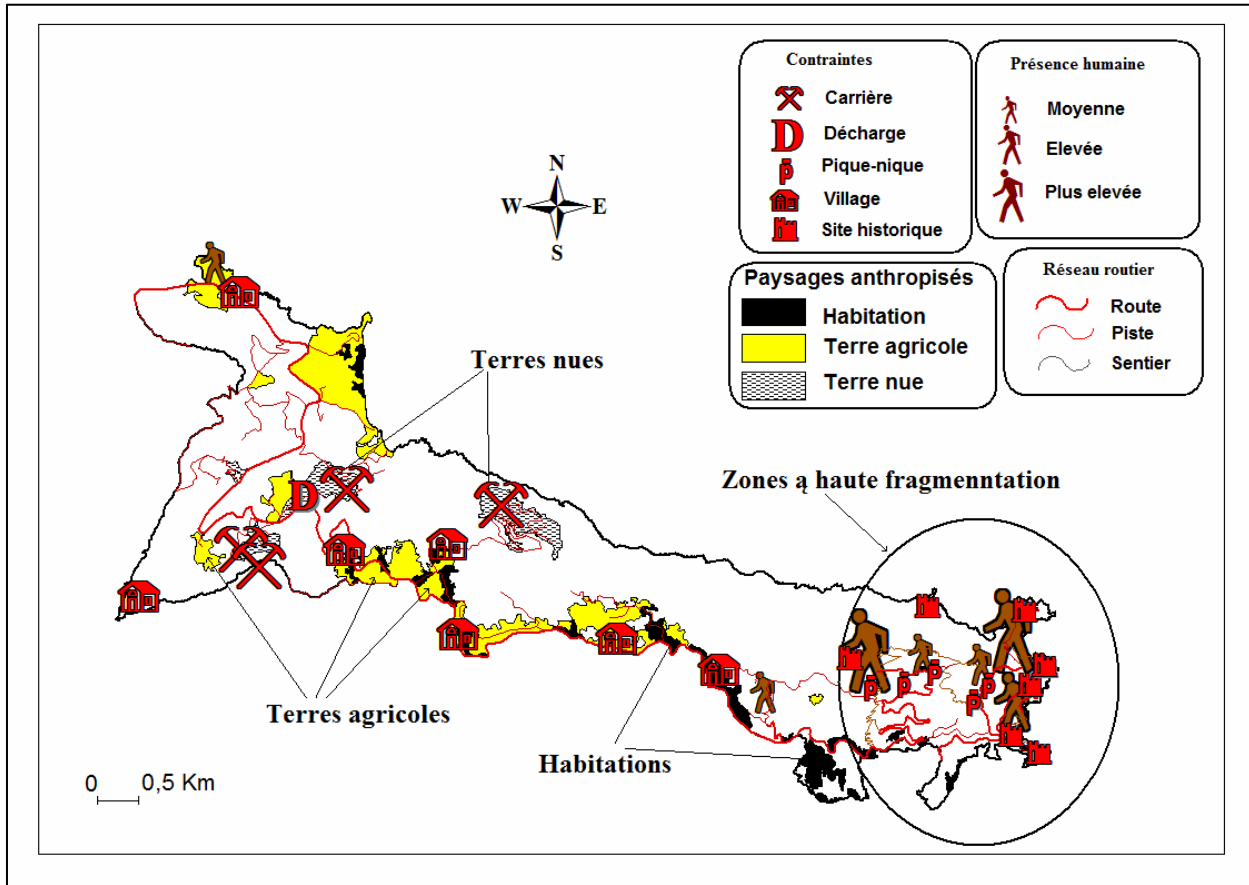 Contraintes
Carrière
D
Décharge
p̄
Pique-nique
Village
Site historique
Présence humaine
Moyenne
Elevée
Plus elevée
Paysages anthropisés
Habitation
Terre agricole
Terre nue
Réseau routier
Route
Piste
Sentier
N
W
E
S
Terres nues
Zones ą haute fragmenntation
D
p̄
p̄
p̄
p̄
p̄
Terres agricoles
Habitations
0
0,5 Km